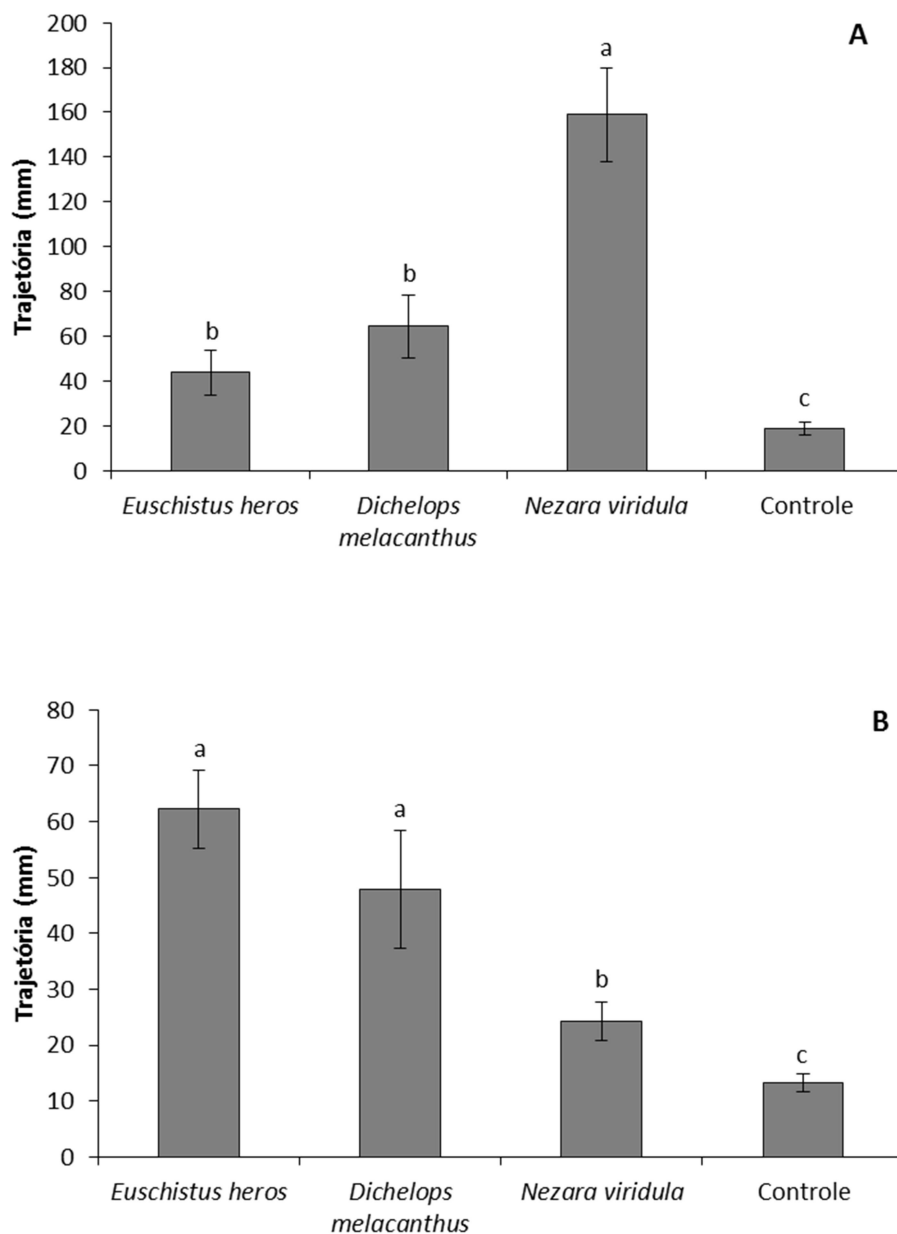 A
200
180
160
140
120
100
80
60
40
20
0
Trajetória (mm)
b
b
a
c
Euschistus heros
Dichelops
melacanthus
Nezara viridula
Controle
B
80
70
60
50
40
30
20
10
0
Trajetória (mm)
a
a
b
c
Euschistus heros
Dichelops
melacanthus
Nezara viridula
Controle